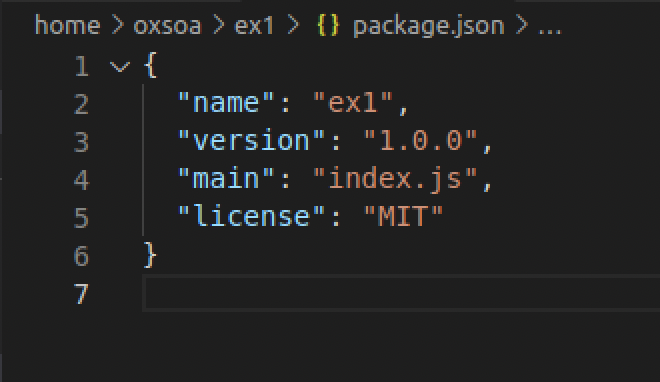 home > oxsoa > ex1 > {} package.json > ...
1 {
2 "name": "ex1",
3 "version": "1.0.0",
4 "main": "index.js",
5 "license": "MIT"
6 }
7